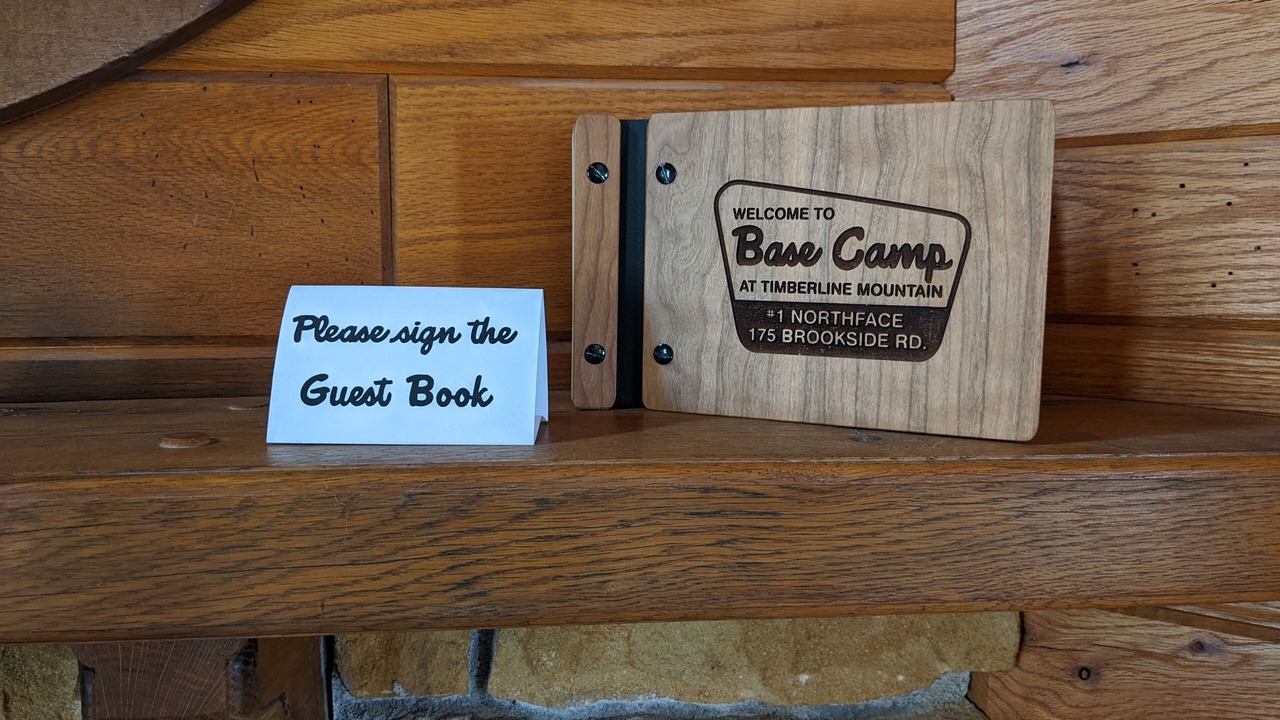 Please sign the
Guest Book
WELCOME TO
Base Camp
AT TIMBERLINE MOUNTAIN
#1 NORTHFACE
175 BROOKSIDE RD.